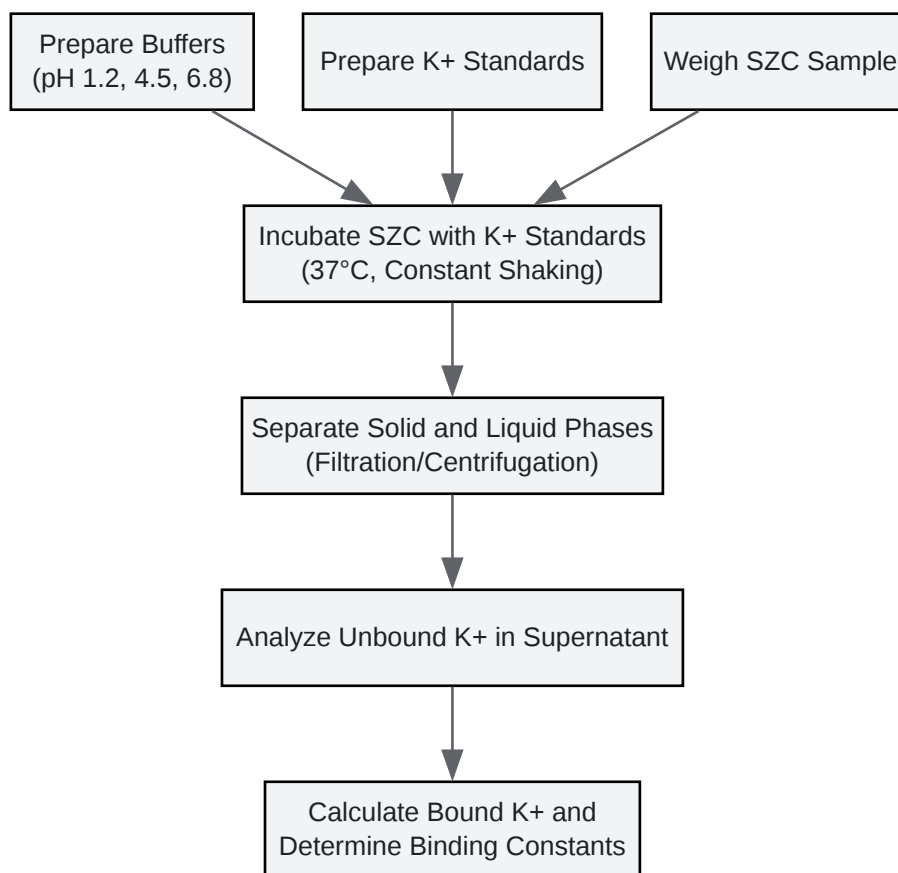 Prepare Buffers
(pH 1.2, 4.5, 6.8)
Prepare K+ Standards
Weigh SZC Sample
Incubate SZC with K+ Standards
(37°C, Constant Shaking)
Separate Solid and Liquid Phases
(Filtration/Centrifugation)
Analyze Unbound K+ in Supernatant
Calculate Bound K+ and
Determine Binding Constants